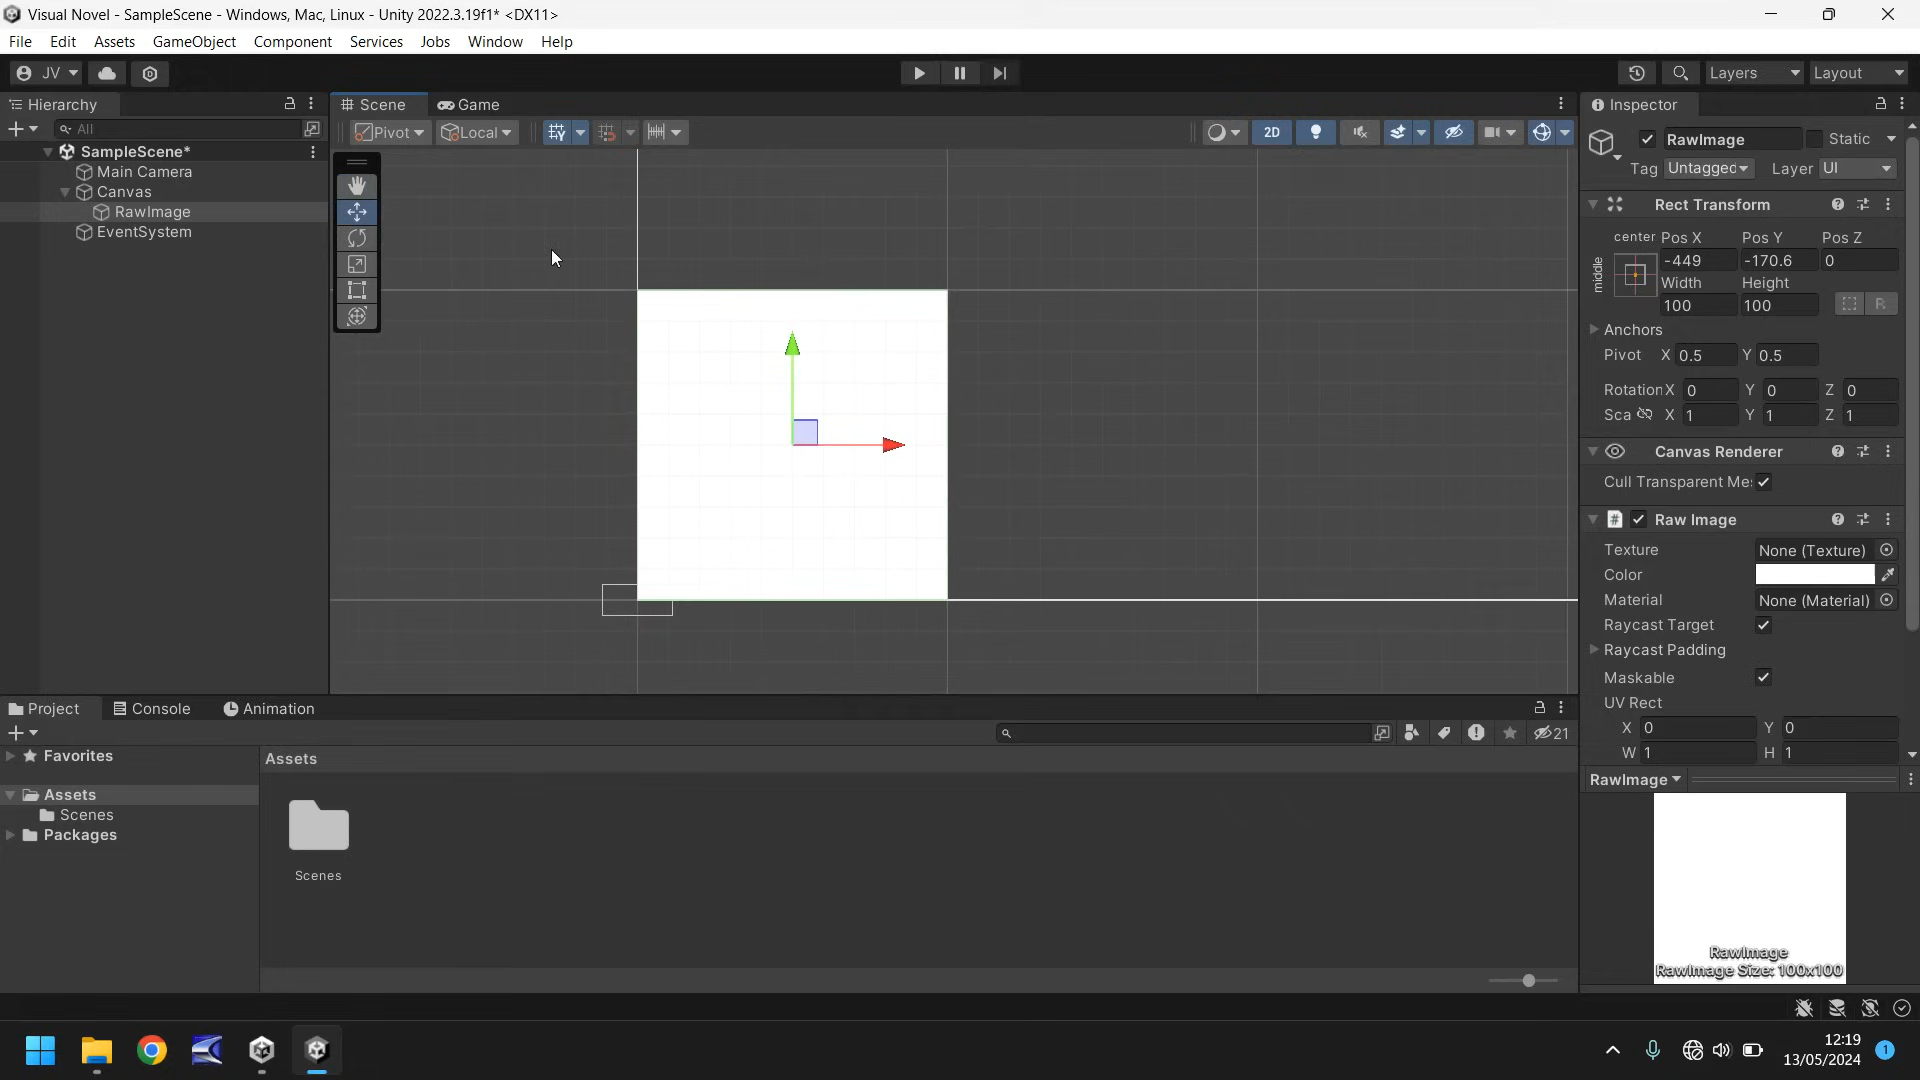 Visual Novel - SampleScene - Windows, Mac, Linux - Unity 2022.3.19f1* <DX11>
File Edit Assets GameObject Component Services Jobs Window Help
JV Layers Layout
Hierarchy
All
SampleScene*
Main Camera
Canvas
RawImage
EventSystem
Scene Game
Pivot Local 2D
Inspector
RawImage Static
Tag Untagged Layer UI
Rect Transform
center Pos X Pos Y Pos Z
middle -449 -170.6 0
Width Height
100 100 R
Anchors
Pivot X 0.5 Y 0.5
Rotation X 0 Y 0 Z 0
Sca X 1 Y 1 Z 1
Canvas Renderer
Cull Transparent Me
Raw Image
Texture None (Texture)
Color
Material None (Material)
Raycast Target
Raycast Padding
Maskable
UV Rect
X 0 Y 0
W 1 H 1
RawImage
RawImage
RawImage Size: 100x100
Project Console Animation
21
Favorites
Assets
Scenes
Packages
Assets
Scenes
12:19
13/05/2024
1